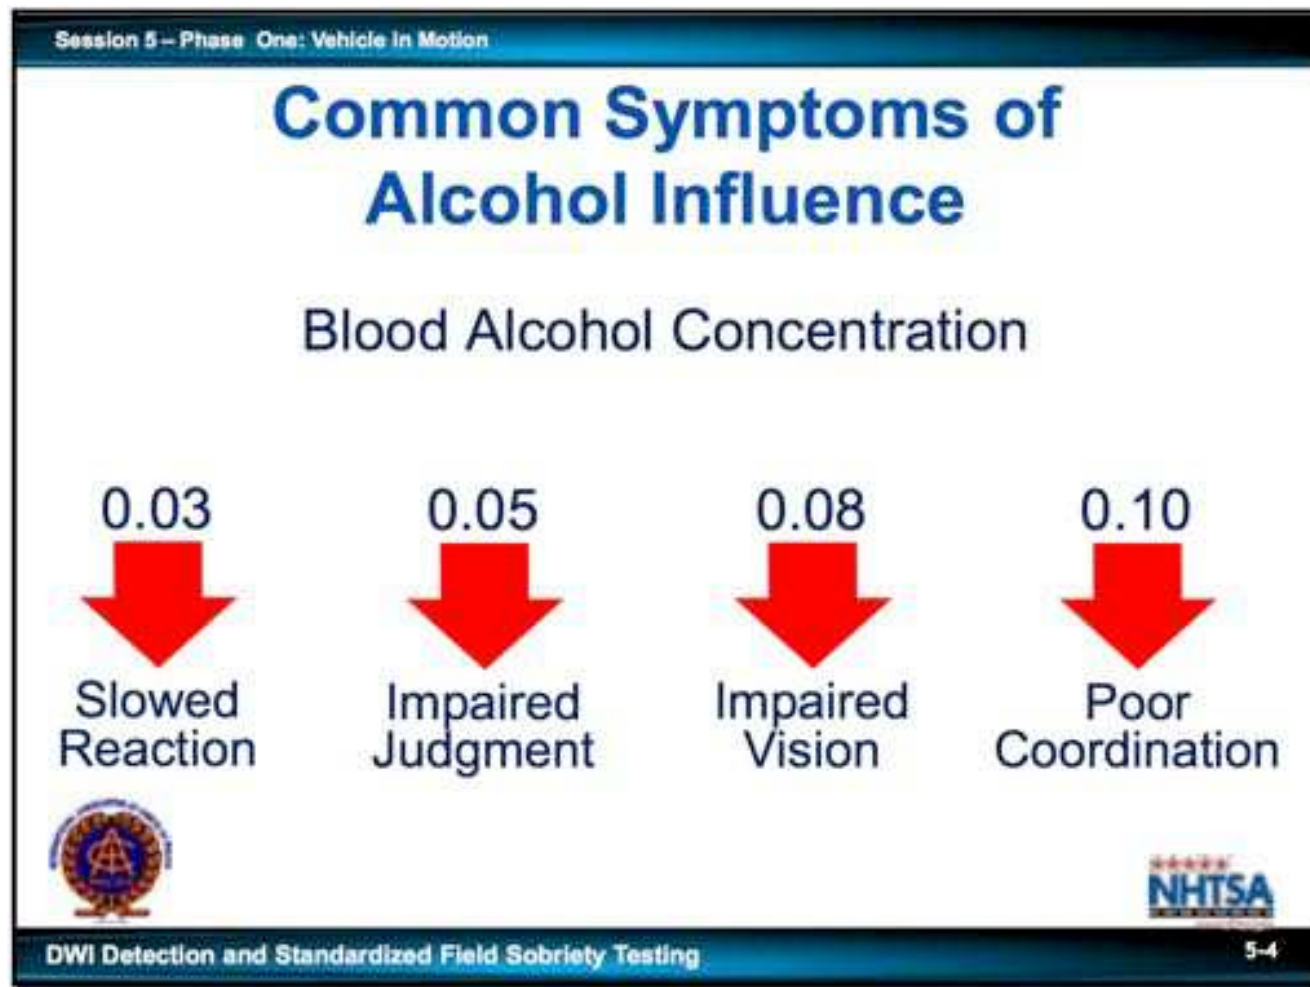 Session 5 – Phase One: Vehicle in Motion
Common Symptoms of
Alcohol Influence
Blood Alcohol Concentration
0.03
Slowed
Reaction
0.05
Impaired
Judgment
0.08
Impaired
Vision
0.10
Poor
Coordination
NHTSA
DWI Detection and Standardized Field Sobriety Testing
5-4